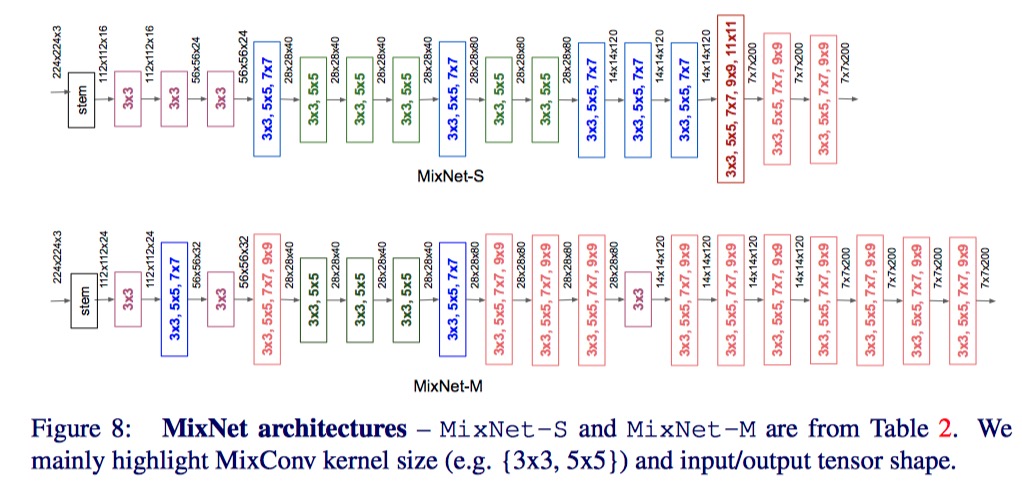 224x224x3
stem
112x112x16
3x3
112x112x16
3x3
56x56x24
3x3
56x56x24
3x3, 5x5, 7x7
28x28x40
3x3, 5x5
28x28x40
3x3, 5x5
28x28x40
3x3, 5x5
28x28x40
3x3, 5x5, 7x7
28x28x80
3x3, 5x5
28x28x80
3x3, 5x5
28x28x80
3x3, 5x5, 7x7
14x14x120
3x3, 5x5, 7x7
14x14x120
3x3, 5x5, 7x7
14x14x120
3x3, 5x5, 7x7, 9x9, 11x11
7x7x200
3x3, 5x5, 7x7, 9x9
7x7x200
3x3, 5x5, 7x7, 9x9
7x7x200
MixNet-S
224x224x3
stem
112x112x24
3x3
112x112x24
3x3, 5x5, 7x7
56x56x32
3x3
56x56x32
3x3, 5x5, 7x7, 9x9
28x28x40
3x3, 5x5
28x28x40
3x3, 5x5
28x28x40
3x3, 5x5
28x28x40
3x3, 5x5, 7x7
28x28x80
3x3, 5x5, 7x7, 9x9
28x28x80
3x3, 5x5, 7x7, 9x9
28x28x80
3x3, 5x5, 7x7, 9x9
28x28x80
3x3
14x14x120
3x3, 5x5, 7x7, 9x9
14x14x120
3x3, 5x5, 7x7, 9x9
14x14x120
3x3, 5x5, 7x7, 9x9
14x14x120
3x3, 5x5, 7x7, 9x9
7x7x200
3x3, 5x5, 7x7, 9x9
7x7x200
3x3, 5x5, 7x7, 9x9
7x7x200
3x3, 5x5, 7x7, 9x9
7x7x200
MixNet-M
Figure 8: MixNet architectures – MixNet-S and MixNet-M are from Table 2. We
mainly highlight MixConv kernel size (e.g. {3x3, 5x5}) and input/output tensor shape.